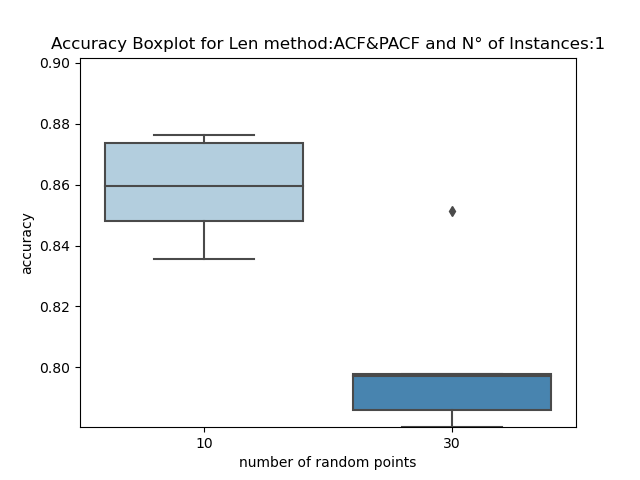 Accuracy Boxplot for Len method:ACF&PACF and N° of Instances:1
0.90
0.88
0.86
0.84
0.82
0.80
accuracy
10 30
number of random points